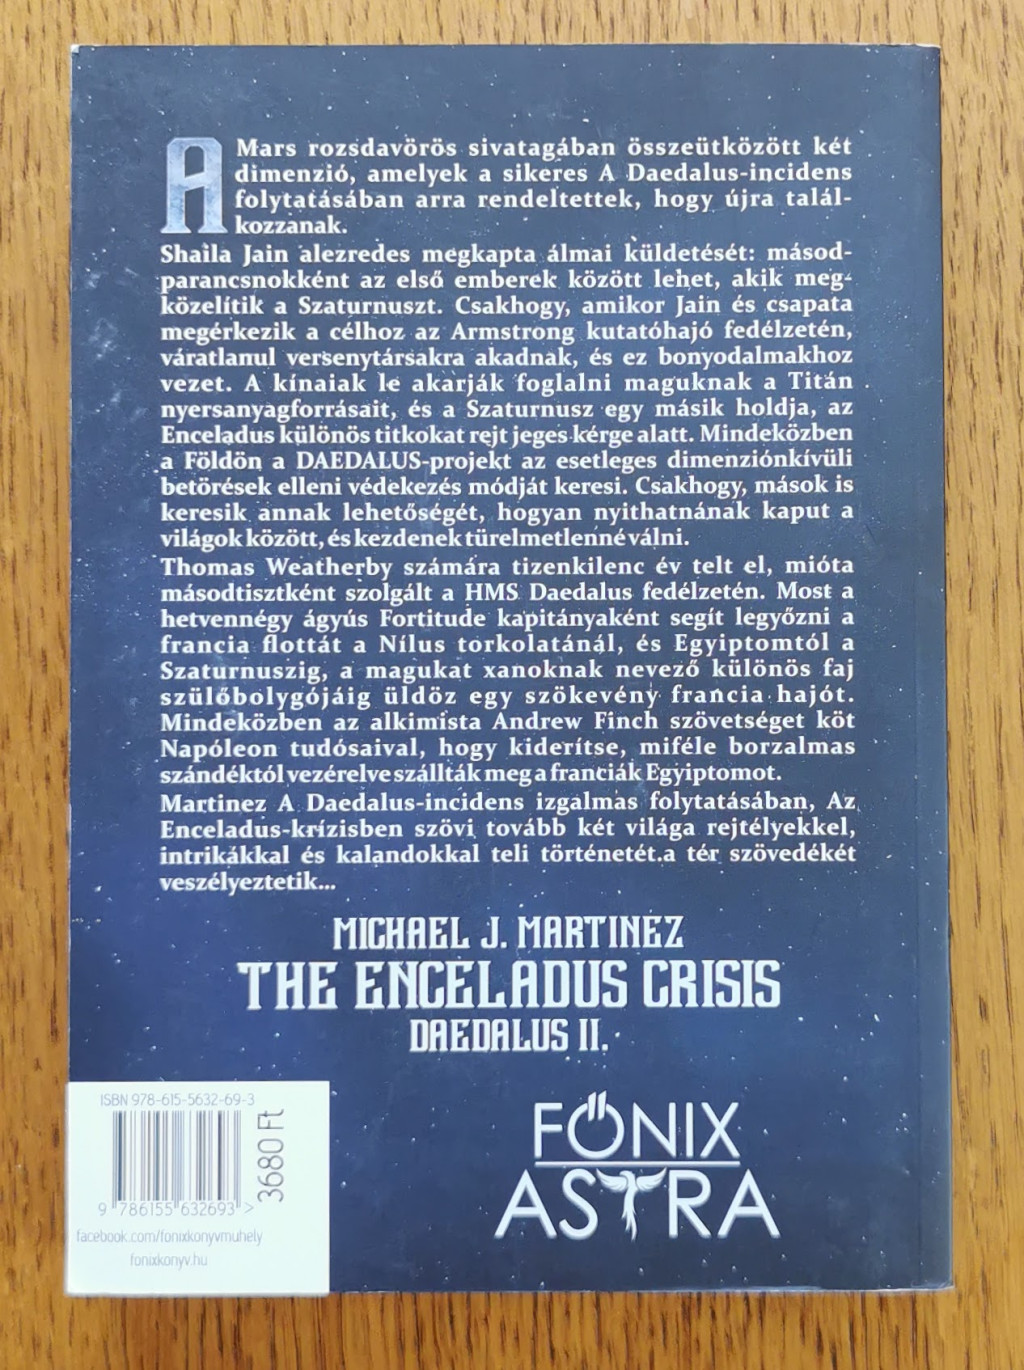 A Mars rozsdavörös sivatagában összeütközött két
dimenzió, amelyek a sikeres A Daedalus-incidens
folytatásában arra rendeltettek, hogy újra talál-
kozzanak.
Shaila Jain alezredes megkapta álmai küldetését: másod-
parancsnokként az első emberek között lehet, akik meg-
közelítik a Szaturnuszt. Csakhogy, amikor Jain és csapata
megérkezik a célhoz az Armstrong kutatóhajó fedélzetén,
váratlanul versenytársakra akadnak, és ez bonyodalmakhoz
vezet. A kínaiak le akarják foglalni maguknak a Titán
nyersanyagforrásait, és a Szaturnusz egy másik holdja, az
Enceladus különös titkokat rejt jeges kérge alatt. Mindeközben
a Földön a DAEDALUS-projekt az esetleges dimenziónkívüli
betörések elleni védekezés módját keresi. Csakhogy, mások is
keresik annak lehetőségét, hogyan nyithatnának kaput a
világok között, és kezdenek türelmetlenné válni.
Thomas Weatherby számára tizenkilenc év telt el, mióta
másodtisztként szolgált a HMS Daedalus fedélzetén. Most a
hetvennégy ágyús Fortitude kapitányaként segít legyőzni a
francia flottát a Nílus torkolatánál, és Egyiptomtól a
Szaturnuszig, a magukat xanoknak nevező különös faj
szülőbolygójáig üldöz egy szökevény francia hajót.
Mindeközben az alkimista Andrew Finch szövetséget köt
Napóleon tudósaival, hogy kiderítse, miféle borzalmas
szándéktól vezérelve szállták meg a franciák Egyiptomot.
Martinez A Daedalus-incidens izgalmas folytatásában, Az
Enceladus-krízisben szövi tovább két világa rejtélyekkel,
intrikákkal és kalandokkal teli történetét.a tér szövedékét
veszélyeztetik...
MICHAEL J. MARTINEZ
THE ENCELADUS CRISIS
DAEDALUS II.
ISBN 978-615-5632-69-3
3680 Ft
9 786155 632693 >
facebook.com/fonixkonyvmuhely
fonixkonyv.hu
FŐNIX
ASTRA